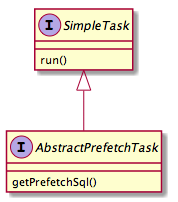 I SimpleTask
run()
I AbstractPrefetchTask
getPrefetchSql()